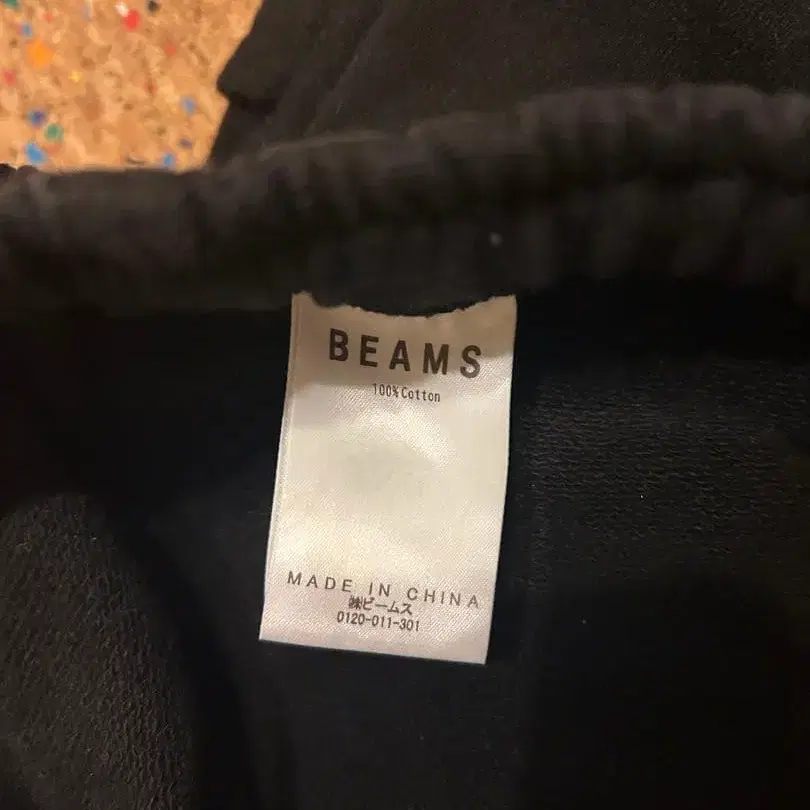 BEAMS
100%Cotton
MADE IN CHINA
㈱ビームス
0120-011-301